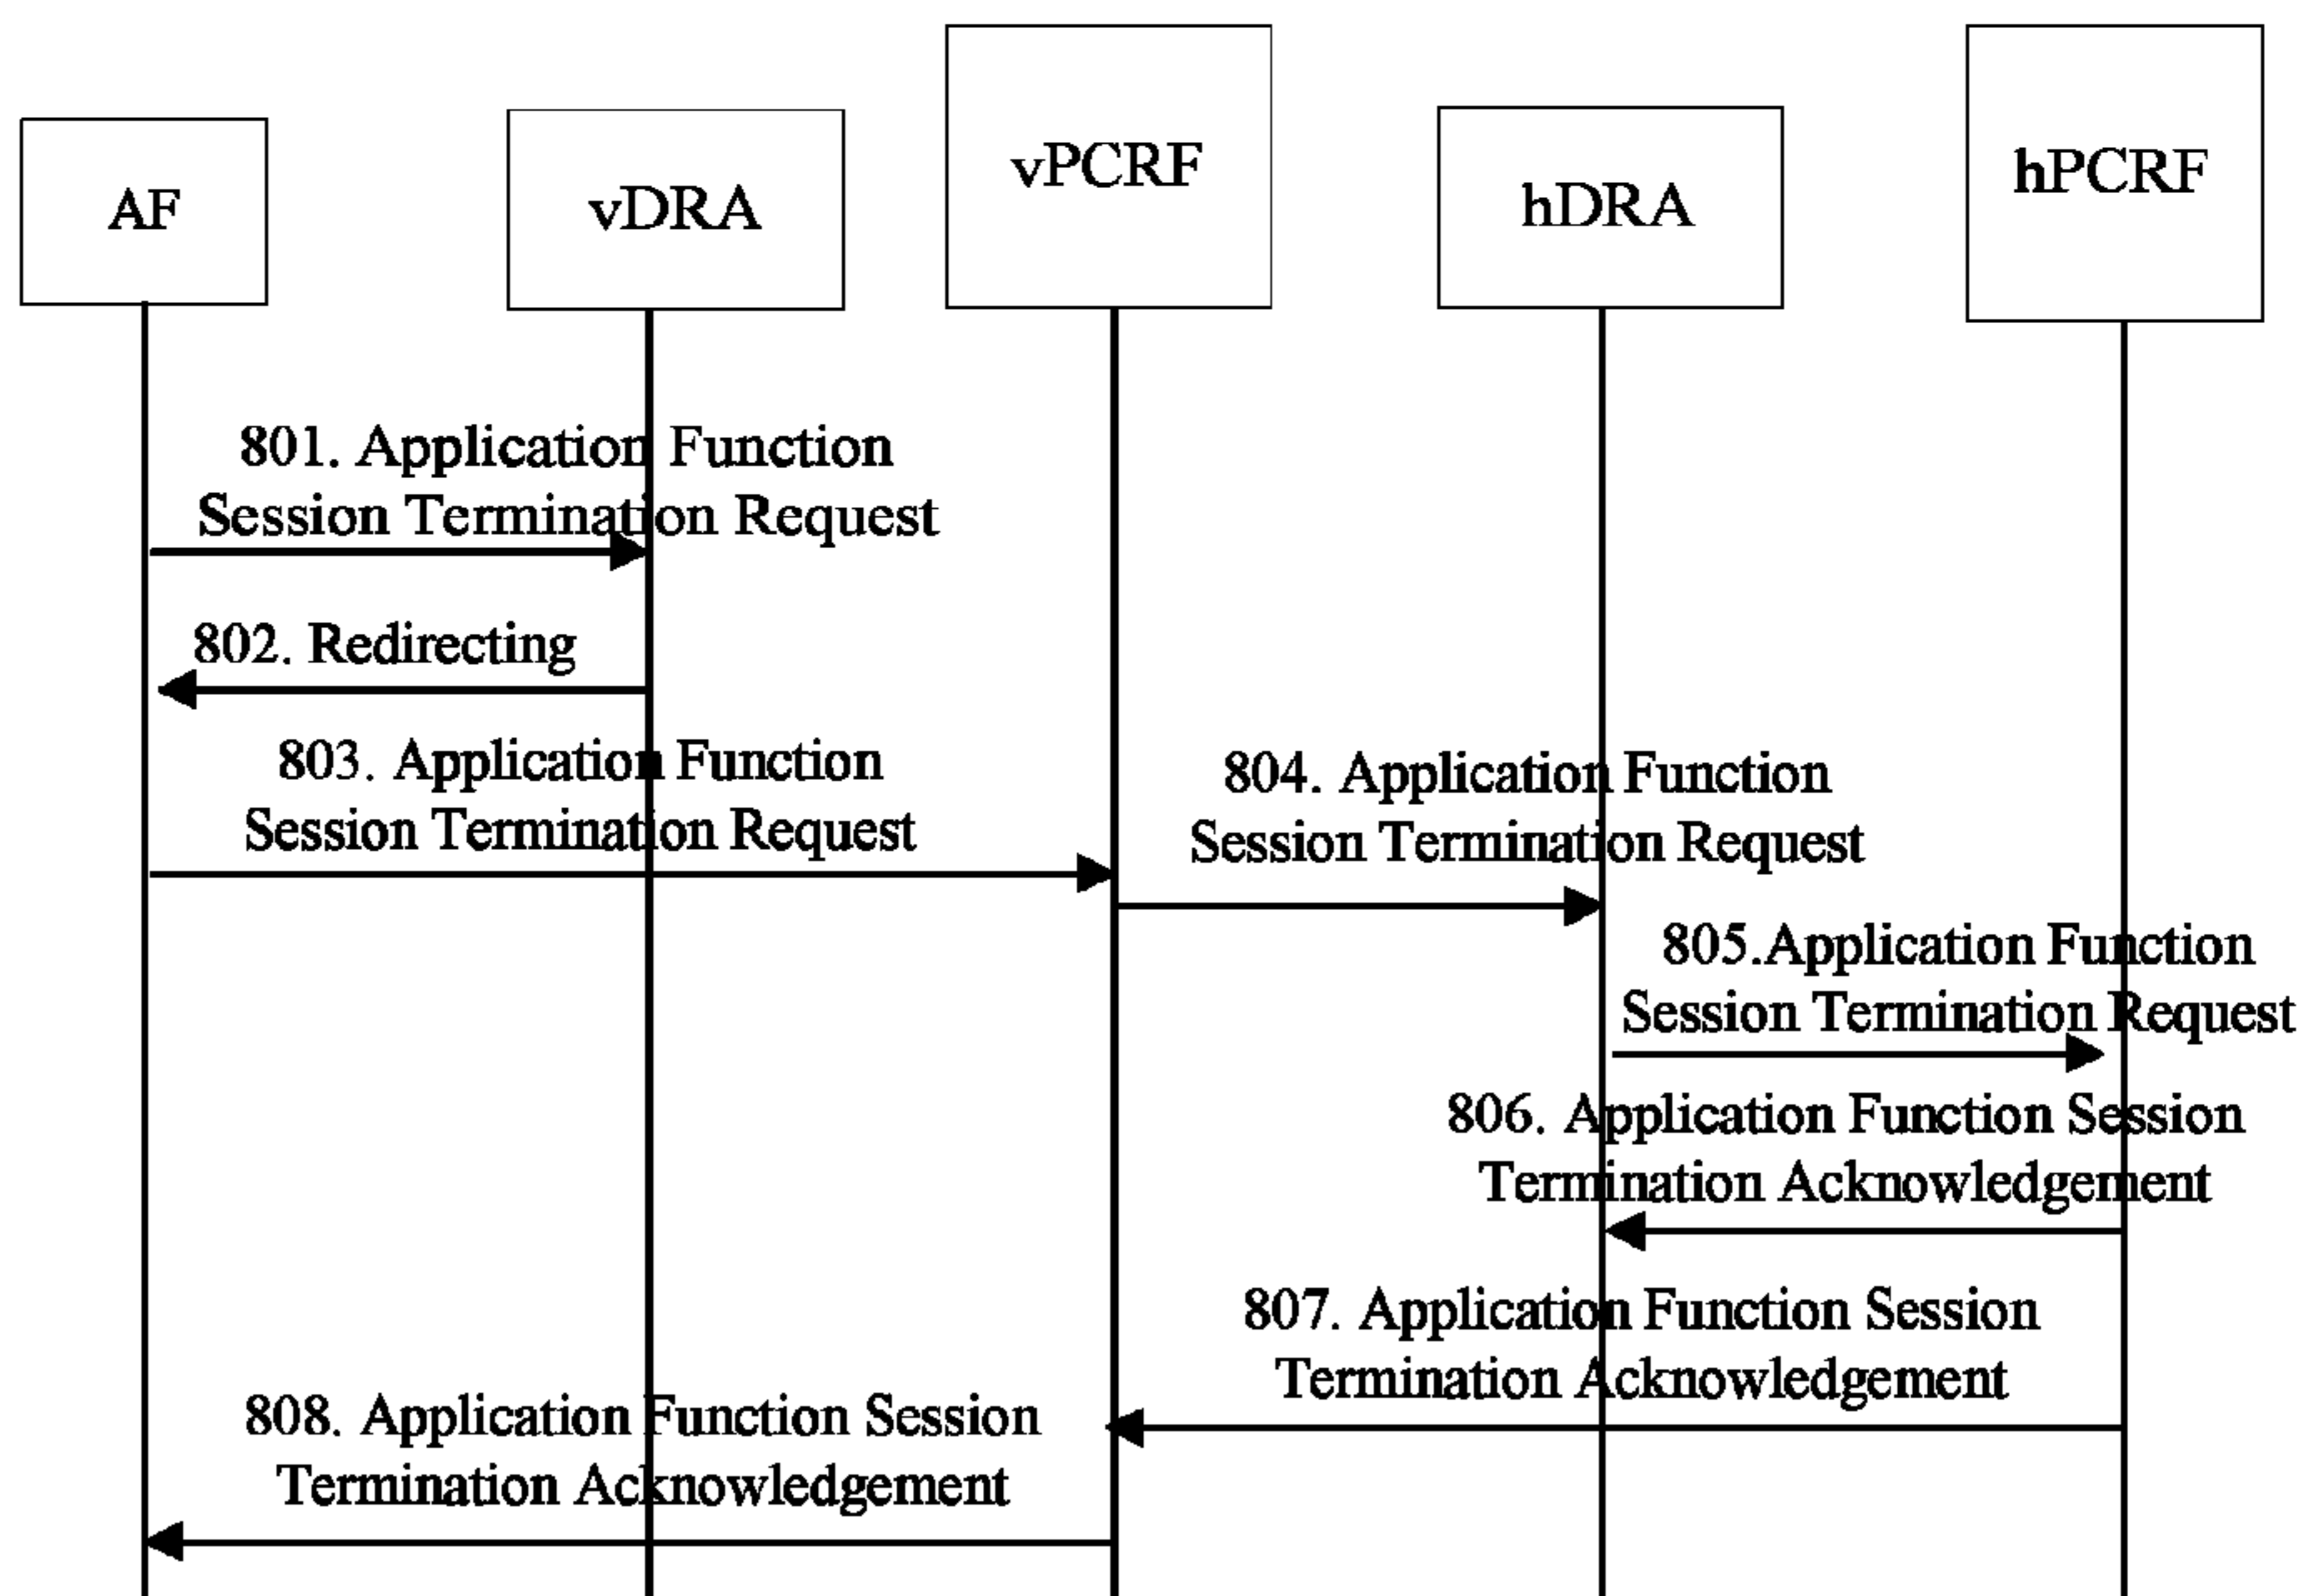 AF
vDRA
vPCRF
hDRA
hPCRF
801. Application Function
Session Termination Request
802. Redirecting
803. Application Function
Session Termination Request
804. Application Function
Session Termination Request
805.Application Function
Session Termination Request
806. Application Function Session
Termination Acknowledgement
807. Application Function Session
Termination Acknowledgement
808. Application Function Session
Termination Acknowledgement